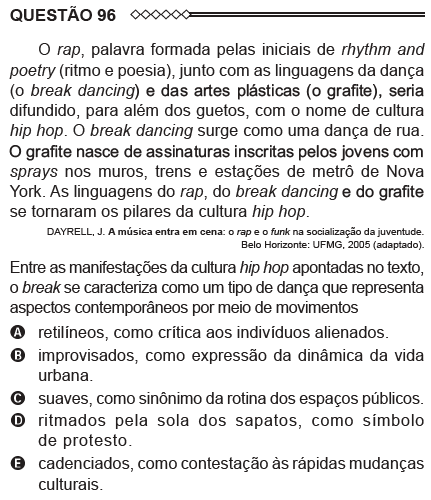 QUESTÃO 96
O rap, palavra formada pelas iniciais de rhythm and
poetry (ritmo e poesia), junto com as linguagens da dança
(o break dancing) e das artes plásticas (o grafite), seria
difundido, para além dos guetos, com o nome de cultura
hip hop. O break dancing surge como uma dança de rua.
O grafite nasce de assinaturas inscritas pelos jovens com
sprays nos muros, trens e estações de metrô de Nova
York. As linguagens do rap, do break dancing e do grafite
se tornaram os pilares da cultura hip hop.
DAYRELL, J. A música entra em cena: o rap e o funk na socialização da juventude.
Belo Horizonte: UFMG, 2005 (adaptado).
Entre as manifestações da cultura hip hop apontadas no texto,
o break se caracteriza como um tipo de dança que representa
aspectos contemporâneos por meio de movimentos
A retilíneos, como crítica aos indivíduos alienados.
B improvisados, como expressão da dinâmica da vida
urbana.
C suaves, como sinônimo da rotina dos espaços públicos.
D ritmados pela sola dos sapatos, como símbolo
de protesto.
E cadenciados, como contestação às rápidas mudanças
culturais.